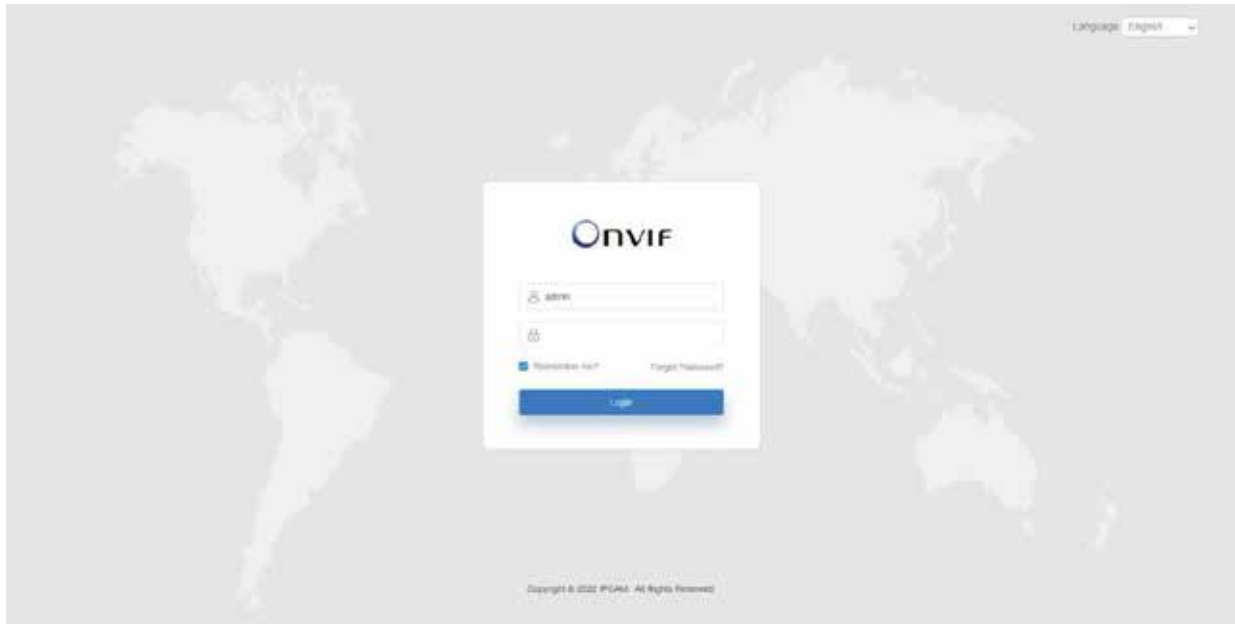 Language English
ONVIF
admin
Remember me?
Forgot Password?
Login
Copyright © 2022 IPCAM. All Rights Reserved